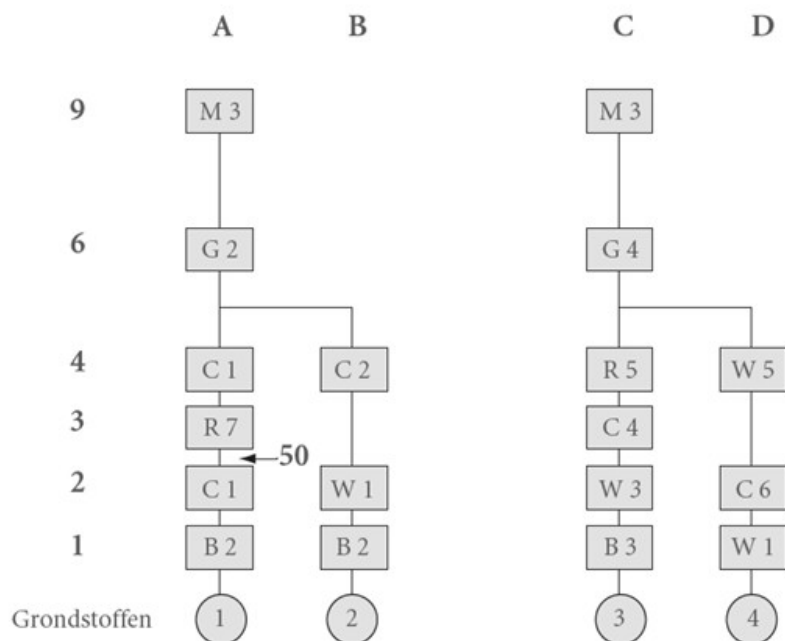 A B C D
9 M 3 M 3
6 G 2 G 4
4 C 1 C 2 R 5 W 5
3 R 7 C 4
50
2 C 1 W 1 W 3 C 6
1 B 2 B 2 B 3 W 1
Grondstoffen 1 2 3 4